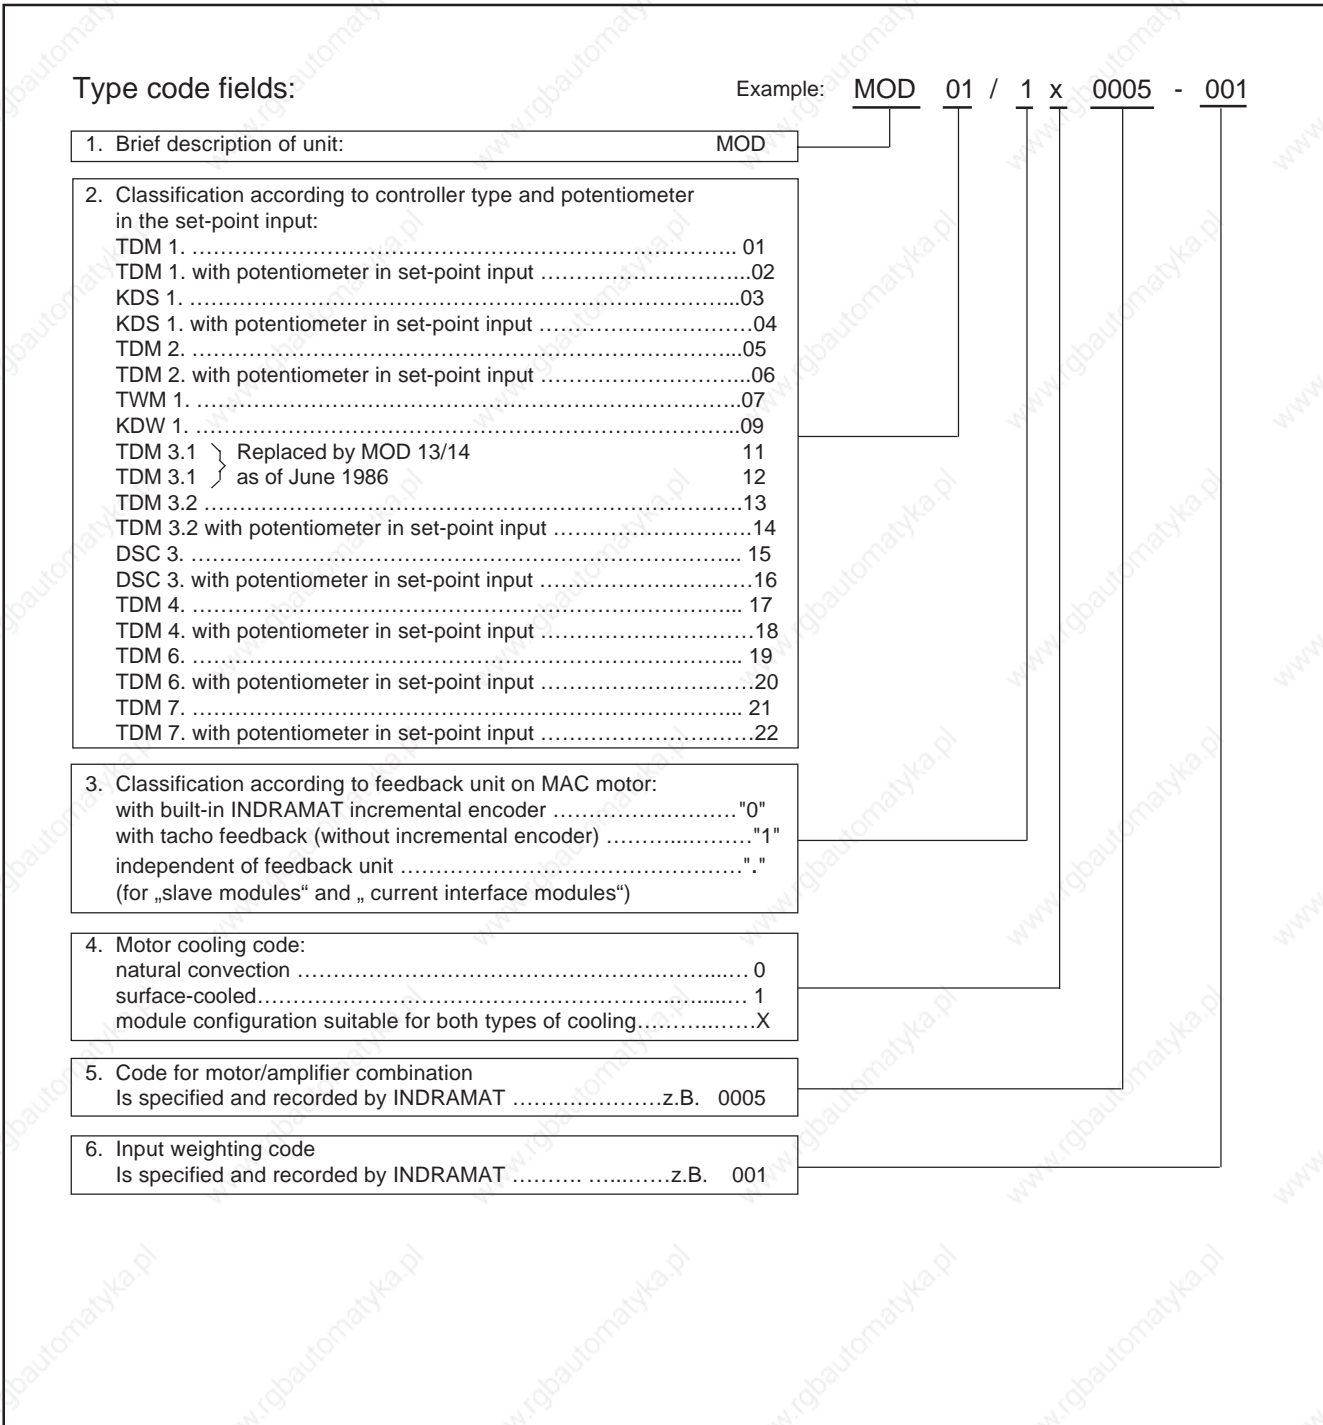 Type code fields:
Example: MOD 01 / 1 x 0005 - 001
1. Brief description of unit: MOD
2. Classification according to controller type and potentiometer
in the set-point input:
TDM 1. ………………………………………………………………….. 01
TDM 1. with potentiometer in set-point input ………………………...02
KDS 1. …………………………………………………………………...03
KDS 1. with potentiometer in set-point input …………………………04
TDM 2. …………………………………………………………………...05
TDM 2. with potentiometer in set-point input ………………………...06
TWM 1. …………………………………………………………………..07
KDW 1. …………………………………………………………………..09
TDM 3.1 } Replaced by MOD 13/14 11
TDM 3.1 } as of June 1986 12
TDM 3.2 ………………………………………………………………….13
TDM 3.2 with potentiometer in set-point input ……………………….14
DSC 3. ………………………………………………………………….. 15
DSC 3. with potentiometer in set-point input …………………………16
TDM 4. …………………………………………………………………... 17
TDM 4. with potentiometer in set-point input …………………………18
TDM 6. …………………………………………………………………... 19
TDM 6. with potentiometer in set-point input …………………………20
TDM 7. …………………………………………………………………... 21
TDM 7. with potentiometer in set-point input …………………………22
3. Classification according to feedback unit on MAC motor:
with built-in INDRAMAT incremental encoder …………….………."0"
with tacho feedback (without incremental encoder) ………...………"1"
independent of feedback unit …………………………………………."."
(for „slave modules“ and „ current interface modules“)
4. Motor cooling code:
natural convection …………………………………………………....… 0
surface-cooled…………………………………………………….....… 1
module configuration suitable for both types of cooling………..……X
5. Code for motor/amplifier combination
Is specified and recorded by INDRAMAT …………………z.B. 0005
6. Input weighting code
Is specified and recorded by INDRAMAT ………. …...……z.B. 001
www.rgbautomatyka.pl